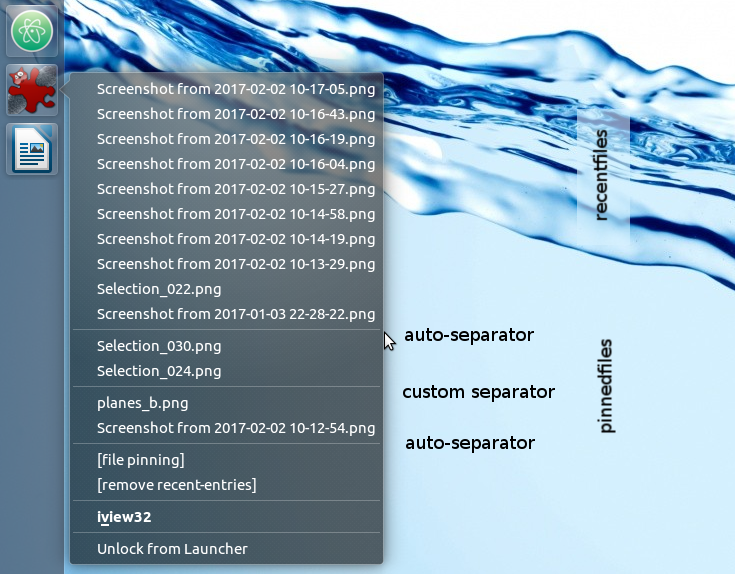 Screenshot from 2017-02-02 10-17-05.png
Screenshot from 2017-02-02 10-16-43.png
Screenshot from 2017-02-02 10-16-19.png
Screenshot from 2017-02-02 10-16-04.png
Screenshot from 2017-02-02 10-15-27.png
Screenshot from 2017-02-02 10-14-58.png
Screenshot from 2017-02-02 10-14-19.png
Screenshot from 2017-02-02 10-13-29.png
Selection_022.png
Screenshot from 2017-01-03 22-28-22.png
recentfiles
auto-separator
Selection_030.png
Selection_024.png
custom separator
planes_b.png
Screenshot from 2017-02-02 10-12-54.png
pinnedfiles
auto-separator
[file pinning]
[remove recent-entries]
iview32
Unlock from Launcher